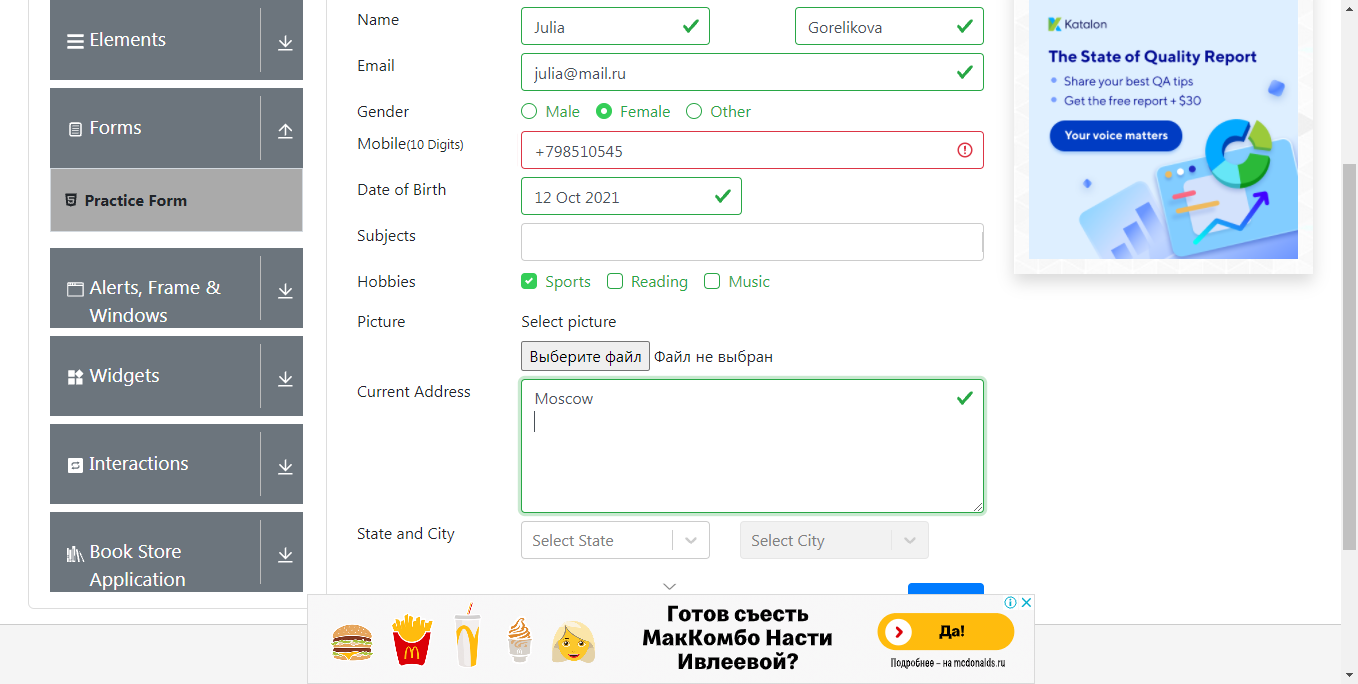 Elements
Forms
Practice Form
Alerts, Frame &
Windows
Widgets
Interactions
Book Store
Application
Name
Julia
Gorelikova
Email
julia@mail.ru
Gender
Male
Female
Other
Mobile(10 Digits)
+798510545
Date of Birth
12 Oct 2021
Subjects
Hobbies
Sports
Reading
Music
Picture
Select picture
Выберите файл
Файл не выбран
Current Address
Moscow
State and City
Select State
Select City
Katalon
The State of Quality Report
Share your best QA tips
Get the free report + $30
Your voice matters
Готов съесть
МакКомбо Насти
Ивлеевой?
Да!
Подробнее – на mcdonalds.ru